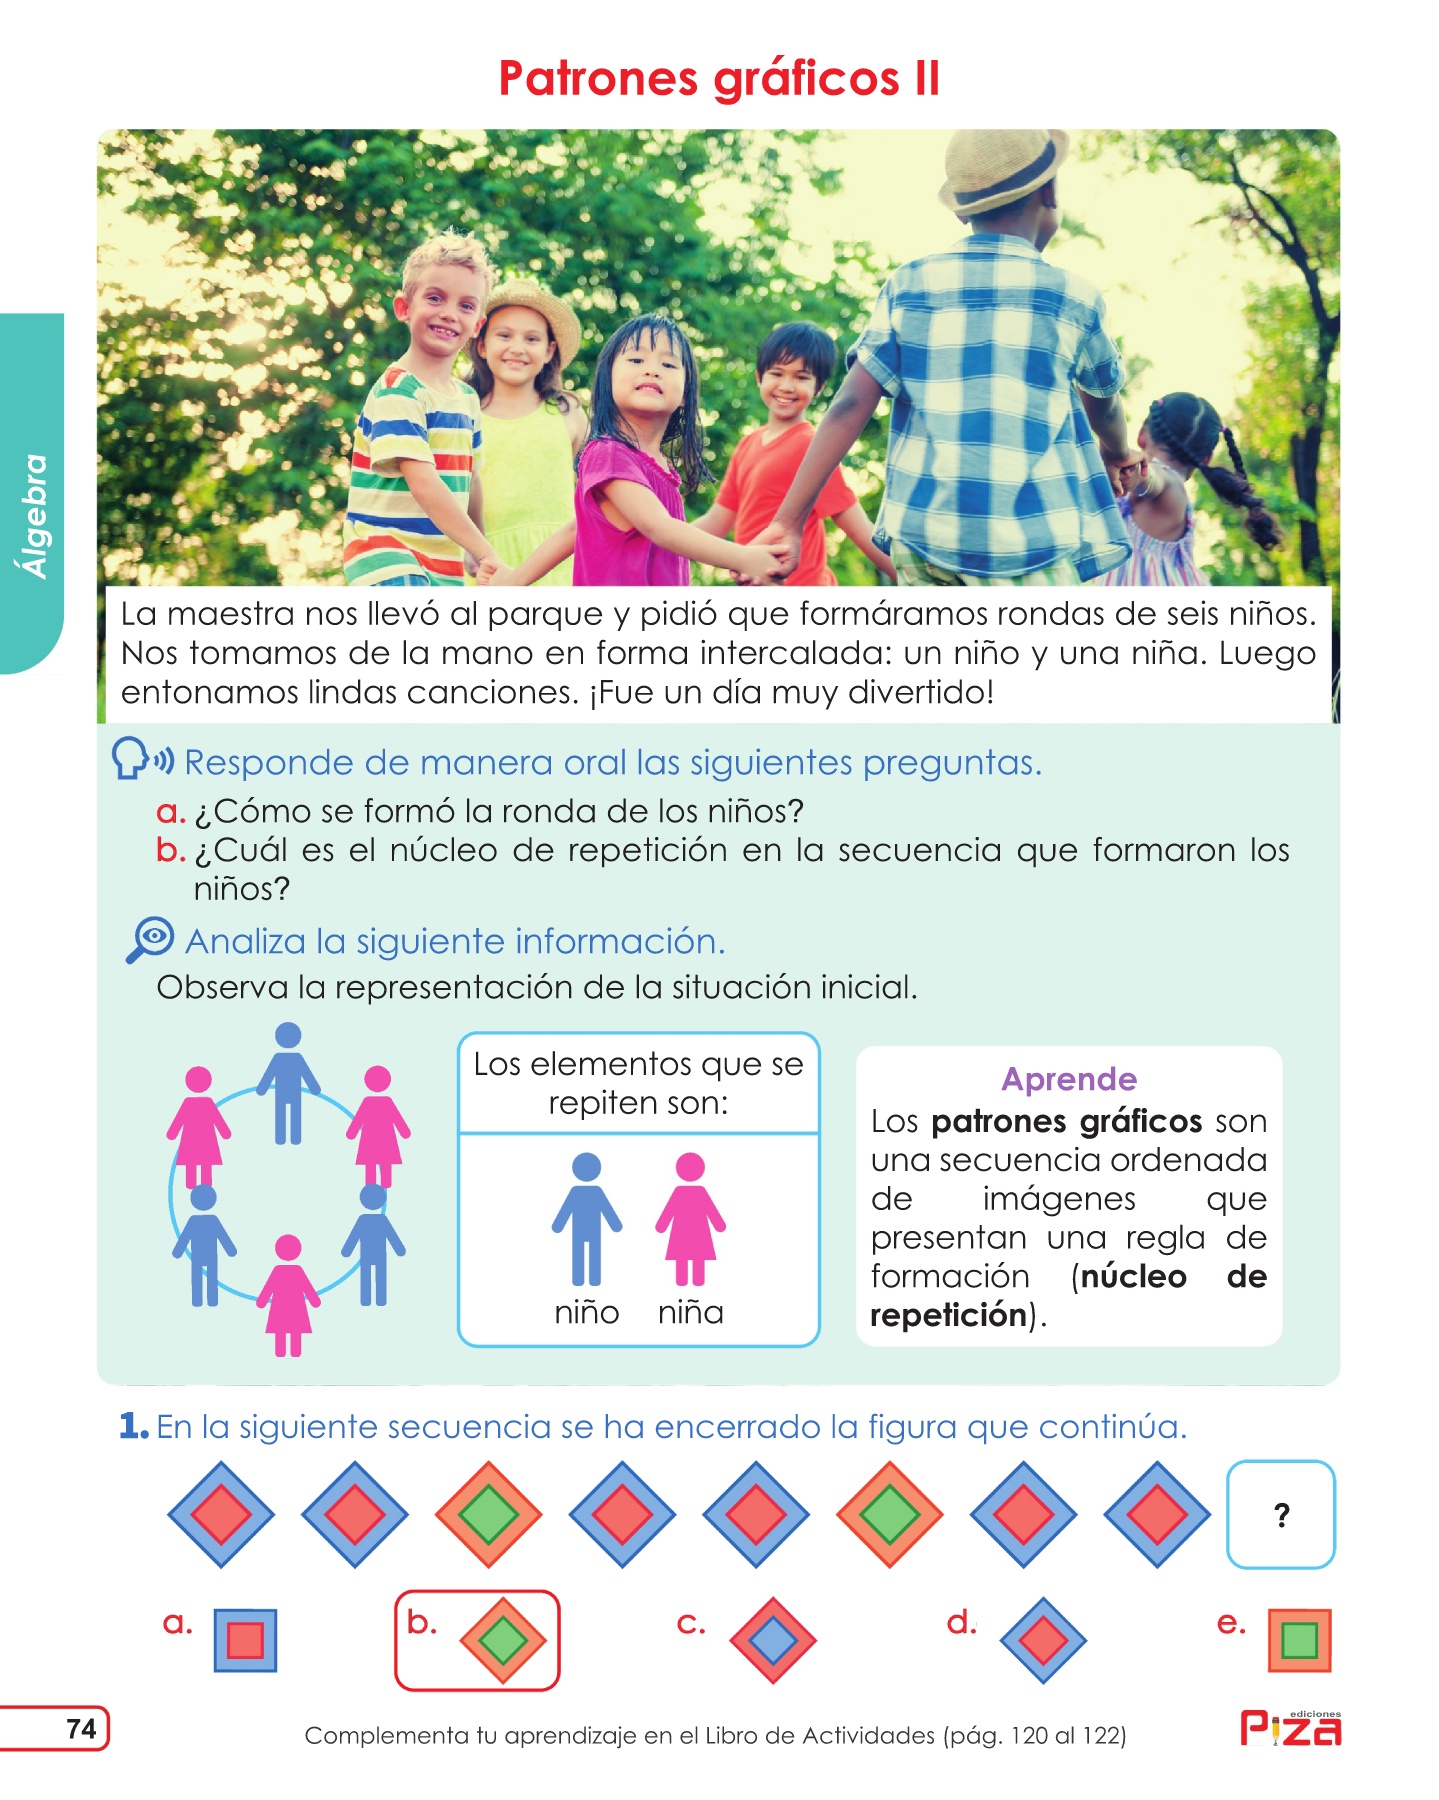 Patrones gráficos II
Álgebra
La maestra nos llevó al parque y pidió que formáramos rondas de seis niños.
Nos tomamos de la mano en forma intercalada: un niño y una niña. Luego
entonamos lindas canciones. ¡Fue un día muy divertido!
Responde de manera oral las siguientes preguntas.
a. ¿Cómo se formó la ronda de los niños?
b. ¿Cuál es el núcleo de repetición en la secuencia que formaron los
niños?
Analiza la siguiente información.
Observa la representación de la situación inicial.
Los elementos que se
repiten son:
niño niña
Aprende
Los patrones gráficos son
una secuencia ordenada
de imágenes que
presentan una regla de
formación (núcleo de
repetición).
1. En la siguiente secuencia se ha encerrado la figura que continúa.
?
a. b. c. d. e.
74
Complementa tu aprendizaje en el Libro de Actividades (pág. 120 al 122)
ediciones
Piza